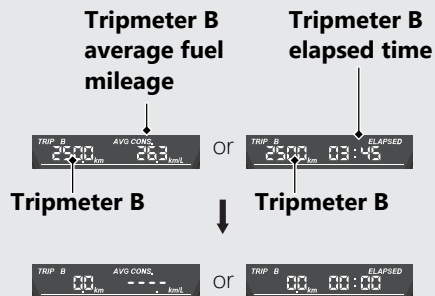 Tripmeter B average fuel mileage
Tripmeter B elapsed time
TRIP B 250.0 km AVG CONS. 26.3 km/L
or
TRIP B 250.0 km ELAPSED 03:45
Tripmeter B
Tripmeter B
TRIP B 0.0 km AVG CONS. --.- km/L
or
TRIP B 0.0 km ELAPSED 00:00